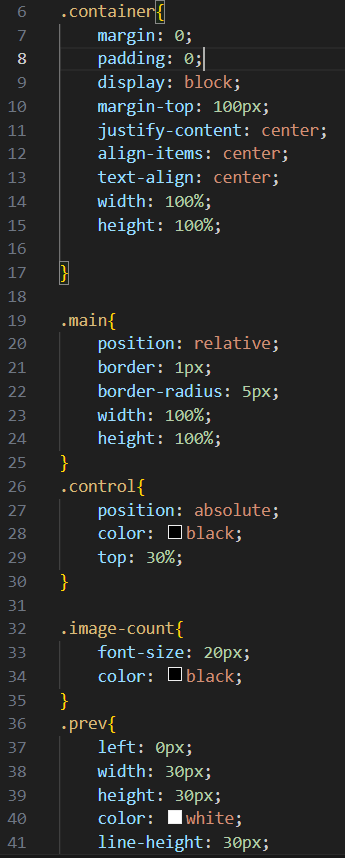 6 .container{
7 margin: 0;
8 padding: 0;
9 display: block;
10 margin-top: 100px;
11 justify-content: center;
12 align-items: center;
13 text-align: center;
14 width: 100%;
15 height: 100%;
16
17 }
18
19 .main{
20 position: relative;
21 border: 1px;
22 border-radius: 5px;
23 width: 100%;
24 height: 100%;
25 }
26 .control{
27 position: absolute;
28 color: black;
29 top: 30%;
30 }
31
32 .image-count{
33 font-size: 20px;
34 color: black;
35 }
36 .prev{
37 left: 0px;
38 width: 30px;
39 height: 30px;
40 color: white;
41 line-height: 30px;